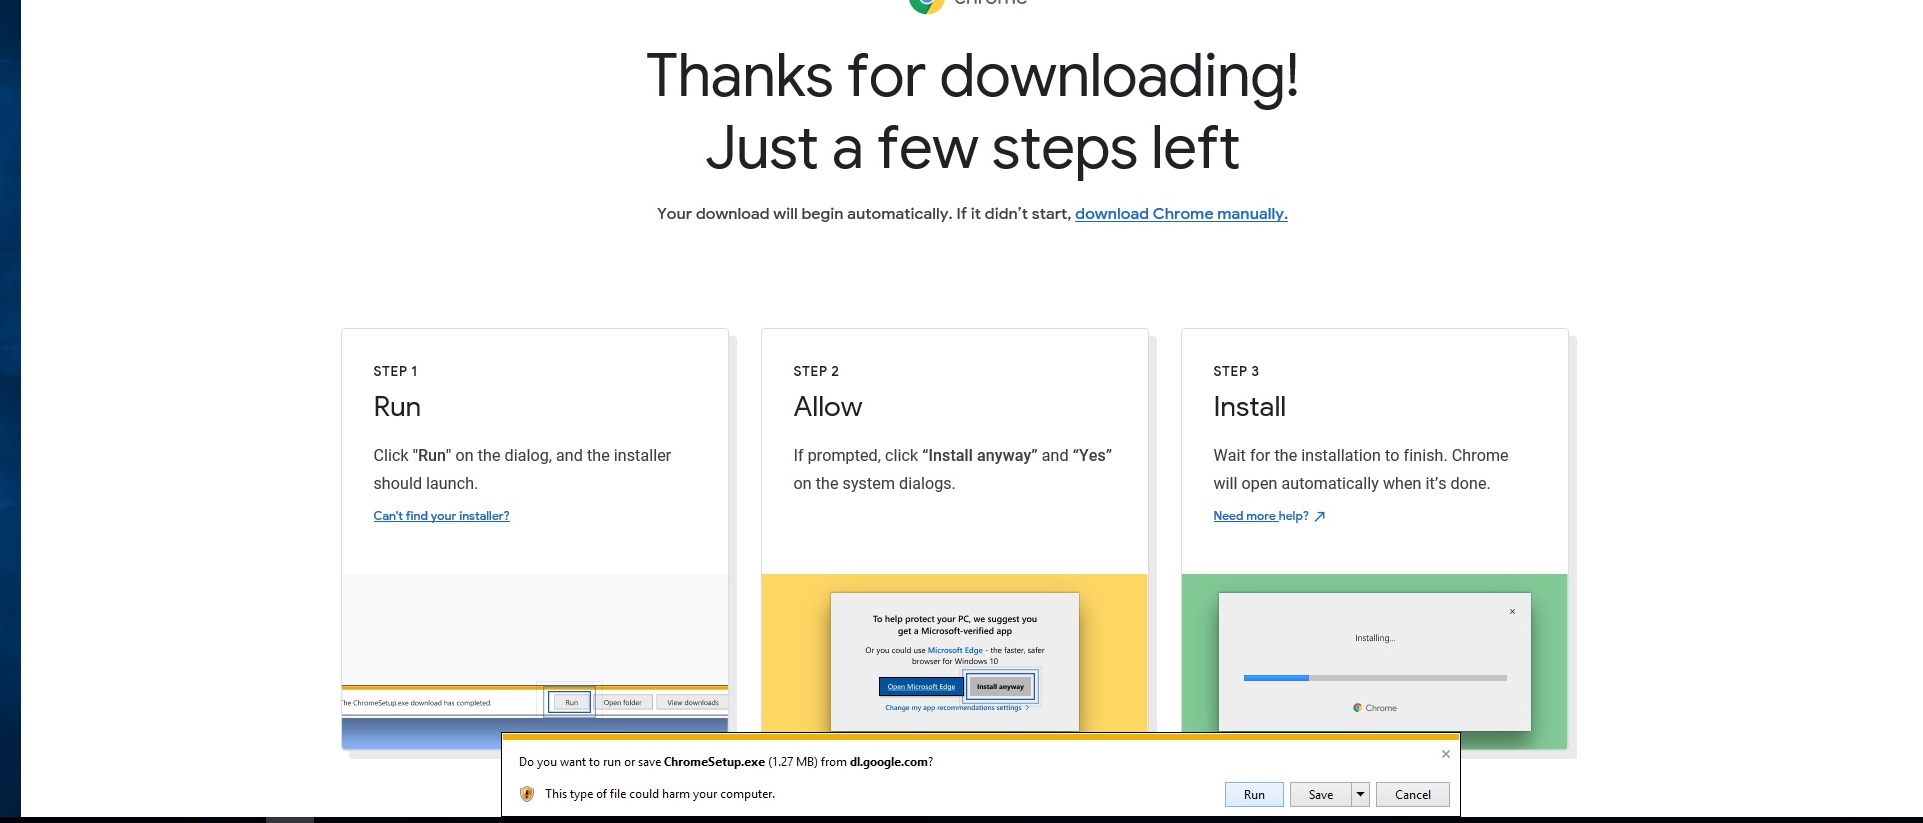 chrome
Thanks for downloading!
Just a few steps left
Your download will begin automatically. If it didn’t start, download Chrome manually.
STEP 1
Run
Click "Run" on the dialog, and the installer
should launch.
Can't find your installer?
The ChromeSetup.exe download has completed.
Run
Open folder
View downloads
STEP 2
Allow
If prompted, click “Install anyway” and “Yes”
on the system dialogs.
To help protect your PC, we suggest you
get a Microsoft-verified app
Or you could use Microsoft Edge - the faster, safer
browser for Windows 10
Open Microsoft Edge
Install anyway
Change my app recommendations settings >
STEP 3
Install
Wait for the installation to finish. Chrome
will open automatically when it’s done.
Need more help?
Installing...
Chrome
Do you want to run or save ChromeSetup.exe (1.27 MB) from dl.google.com?
This type of file could harm your computer.
Run
Save
Cancel